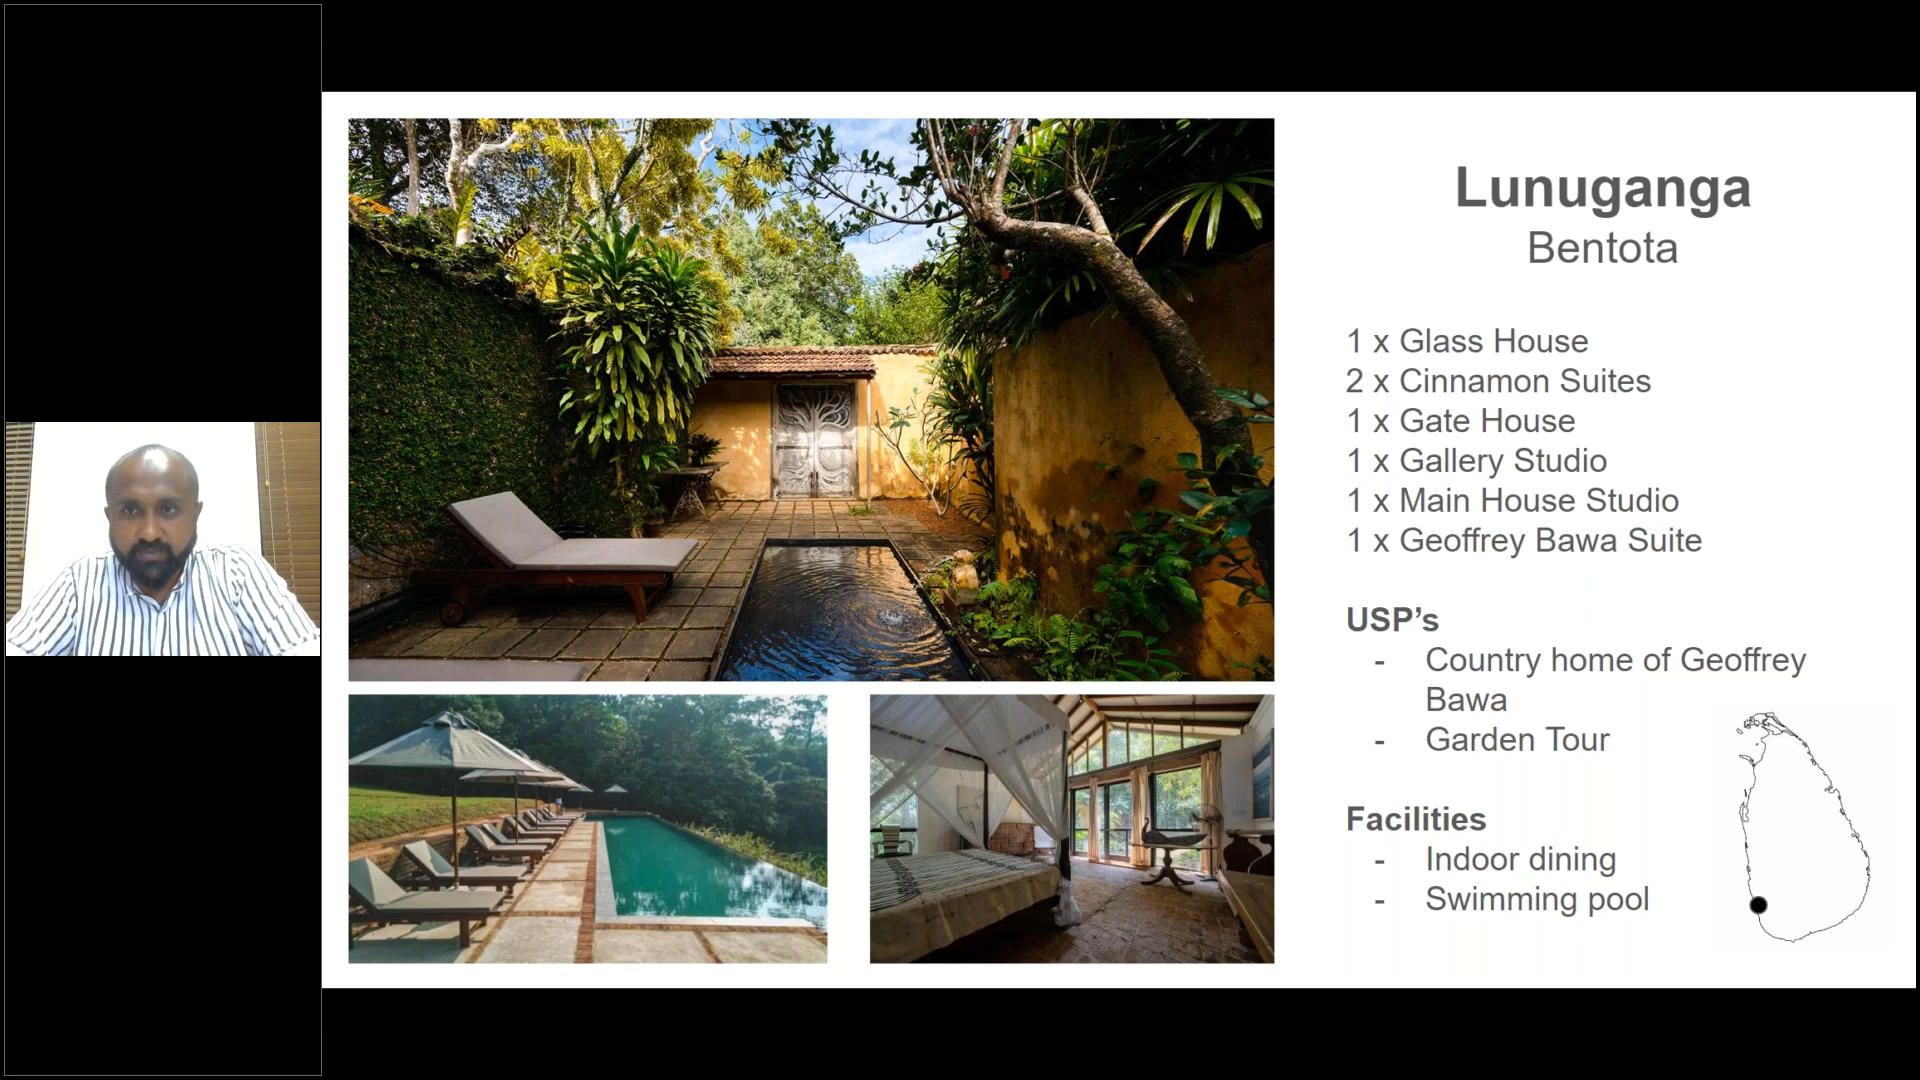 Lunuganga
Bentota
1 x Glass House
2 x Cinnamon Suites
1 x Gate House
1 x Gallery Studio
1 x Main House Studio
1 x Geoffrey Bawa Suite
USP’s
- Country home of Geoffrey
Bawa
- Garden Tour
Facilities
- Indoor dining
- Swimming pool